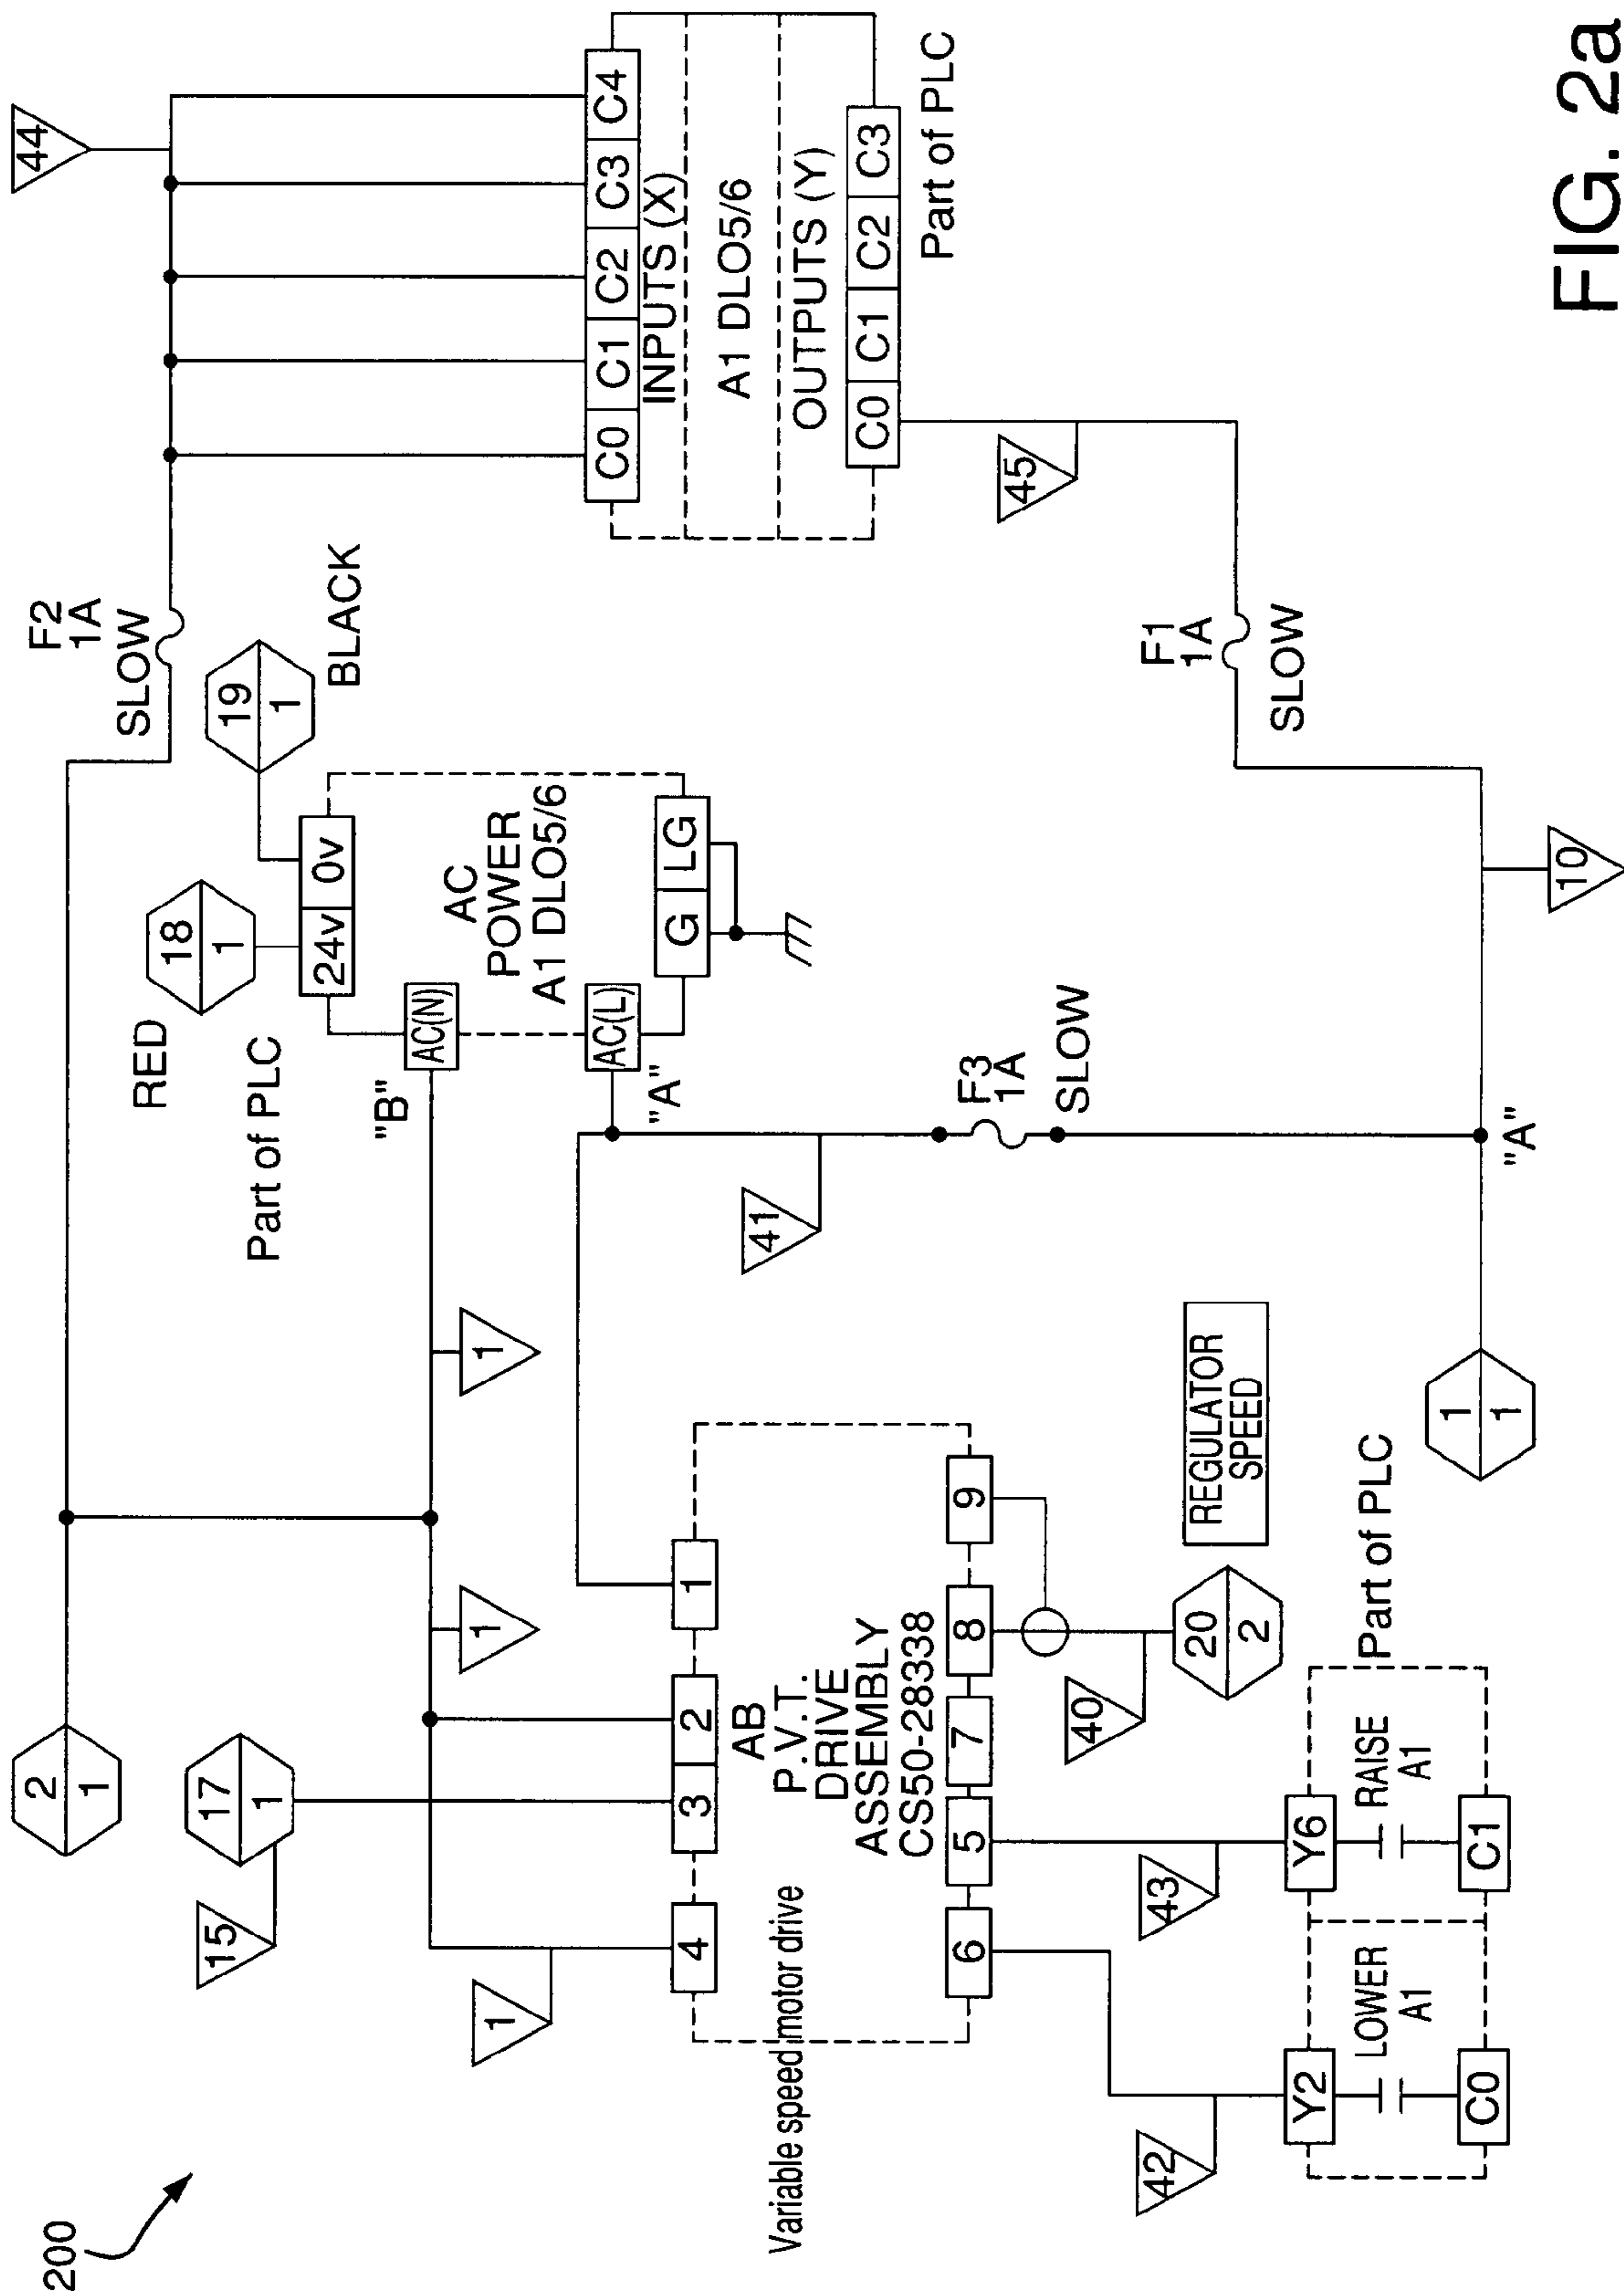 200
2
1
17
1
15
1
1
1
RED
18
1
19
1
BLACK
F2
1A
SLOW
44
Part of PLC
"B"
24v
0v
AC(N)
AC(L)
"A"
AC
POWER
A1 DLO5/6
G
LG
C0
C1
C2
C3
C4
INPUTS (X)
A1 DLO5/6
OUTPUTS (Y)
C0
C1
C2
C3
Part of PLC
45
4
3
2
1
AB
P.V.T.
DRIVE
ASSEMBLY
CS50-28338
Variable speed motor drive
6
5
7
8
9
41
F3
1A
SLOW
F1
1A
SLOW
42
43
40
20
2
REGULATOR
SPEED
Y2
LOWER
A1
C0
Y6
RAISE
A1
C1
Part of PLC
1
1
"A"
10
FIG. 2a